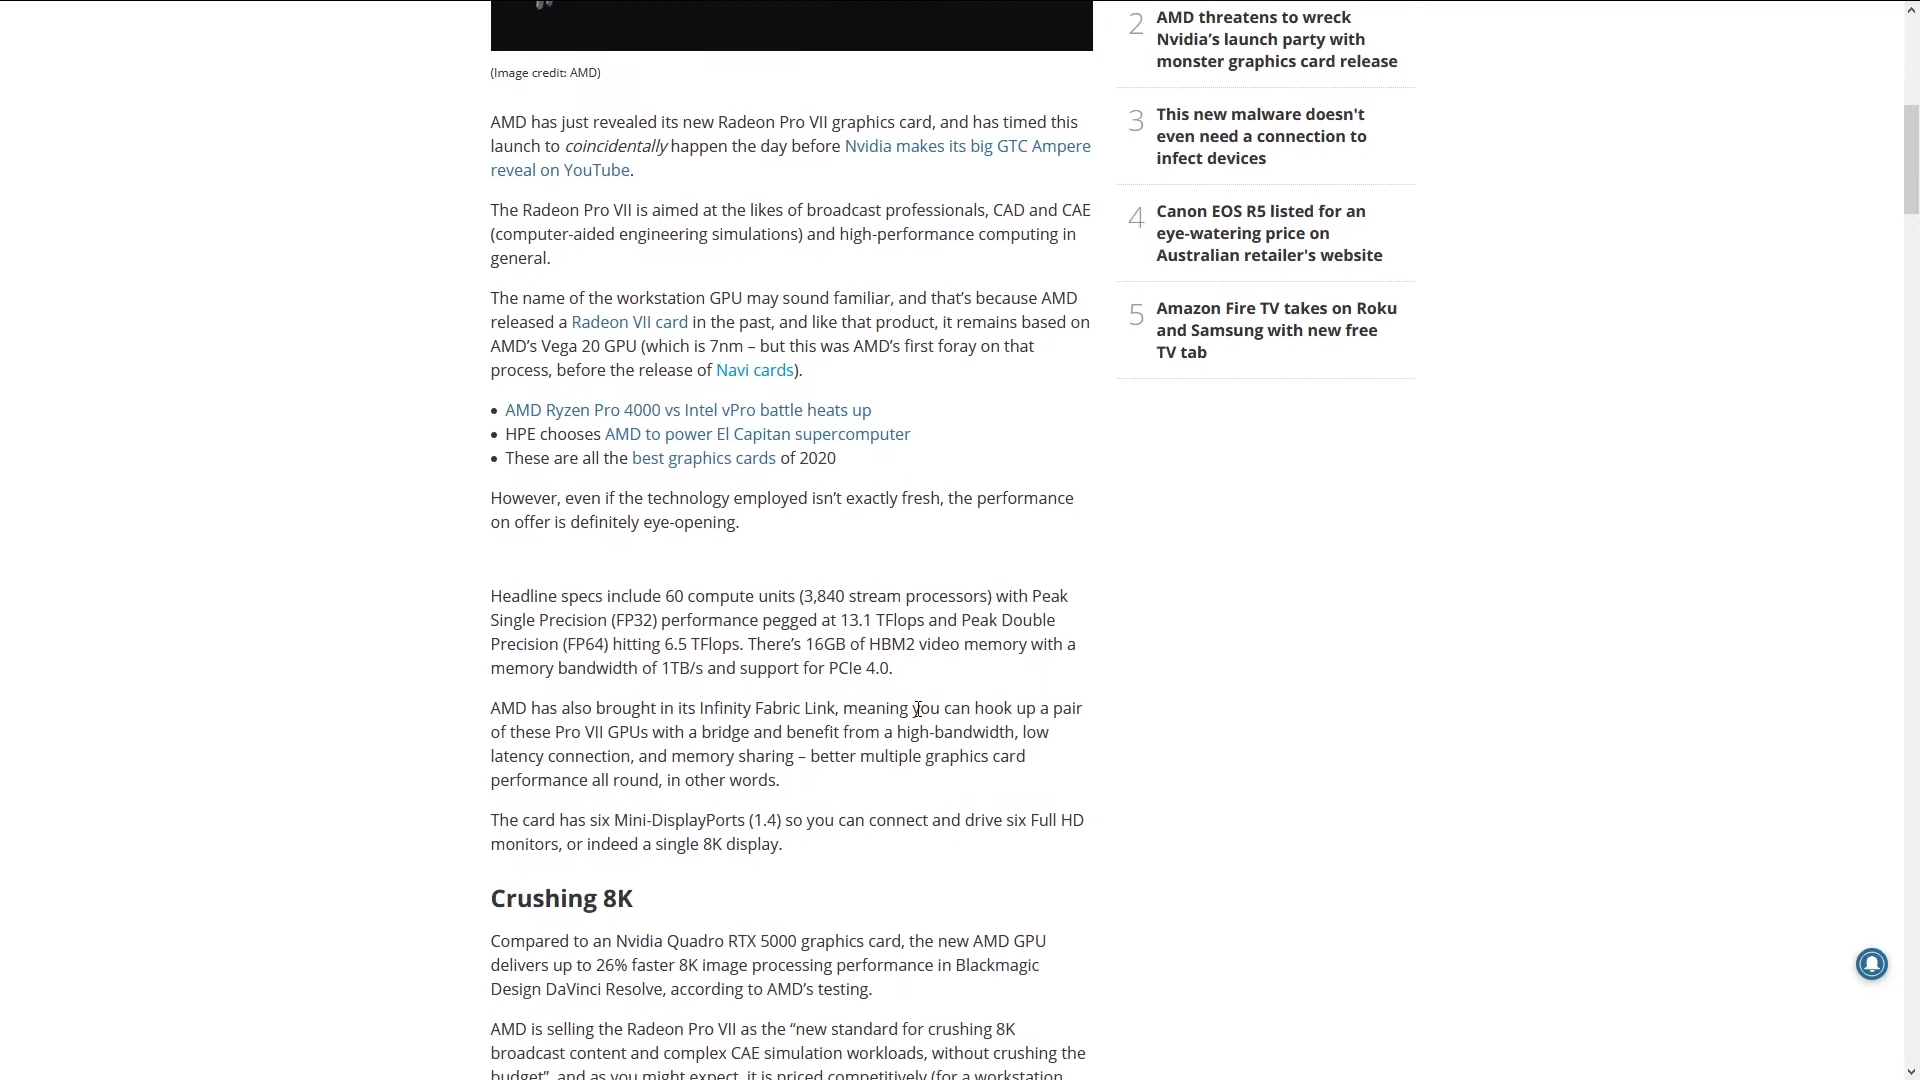 (Image credit: AMD)
AMD has just revealed its new Radeon Pro VII graphics card, and has timed this
launch to coincidentally happen the day before Nvidia makes its big GTC Ampere
reveal on YouTube.
The Radeon Pro VII is aimed at the likes of broadcast professionals, CAD and CAE
(computer-aided engineering simulations) and high-performance computing in
general.
The name of the workstation GPU may sound familiar, and that’s because AMD
released a Radeon VII card in the past, and like that product, it remains based on
AMD’s Vega 20 GPU (which is 7nm – but this was AMD’s first foray on that
process, before the release of Navi cards).
• AMD Ryzen Pro 4000 vs Intel vPro battle heats up
• HPE chooses AMD to power El Capitan supercomputer
• These are all the best graphics cards of 2020
However, even if the technology employed isn’t exactly fresh, the performance
on offer is definitely eye-opening.
Headline specs include 60 compute units (3,840 stream processors) with Peak
Single Precision (FP32) performance pegged at 13.1 TFlops and Peak Double
Precision (FP64) hitting 6.5 TFlops. There’s 16GB of HBM2 video memory with a
memory bandwidth of 1TB/s and support for PCIe 4.0.
AMD has also brought in its Infinity Fabric Link, meaning you can hook up a pair
of these Pro VII GPUs with a bridge and benefit from a high-bandwidth, low
latency connection, and memory sharing – better multiple graphics card
performance all round, in other words.
The card has six Mini-DisplayPorts (1.4) so you can connect and drive six Full HD
monitors, or indeed a single 8K display.
Crushing 8K
Compared to an Nvidia Quadro RTX 5000 graphics card, the new AMD GPU
delivers up to 26% faster 8K image processing performance in Blackmagic
Design DaVinci Resolve, according to AMD’s testing.
AMD is selling the Radeon Pro VII as the “new standard for crushing 8K
broadcast content and complex CAE simulation workloads, without crushing the
budget”, and as you might expect, it is priced competitively (for a workstation
2 AMD threatens to wreck
Nvidia’s launch party with
monster graphics card release
3 This new malware doesn't
even need a connection to
infect devices
4 Canon EOS R5 listed for an
eye-watering price on
Australian retailer's website
5 Amazon Fire TV takes on Roku
and Samsung with new free
TV tab